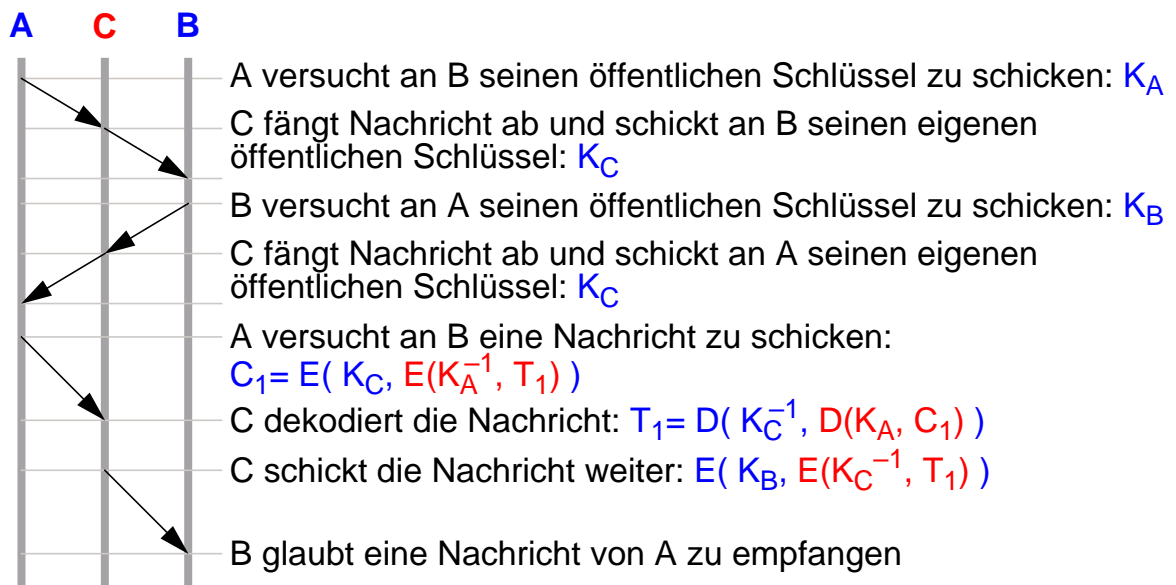 A C B
A versucht an B seinen öffentlichen Schlüssel zu schicken: K_A
C fängt Nachricht ab und schickt an B seinen eigenen
öffentlichen Schlüssel: K_C
B versucht an A seinen öffentlichen Schlüssel zu schicken: K_B
C fängt Nachricht ab und schickt an A seinen eigenen
öffentlichen Schlüssel: K_C
A versucht an B eine Nachricht zu schicken:
C_1= E( K_C, E(K_A^–1, T_1) )
C dekodiert die Nachricht: T_1= D( K_C^–1, D(K_A, C_1) )
C schickt die Nachricht weiter: E( K_B, E(K_C^–1, T_1) )
B glaubt eine Nachricht von A zu empfangen